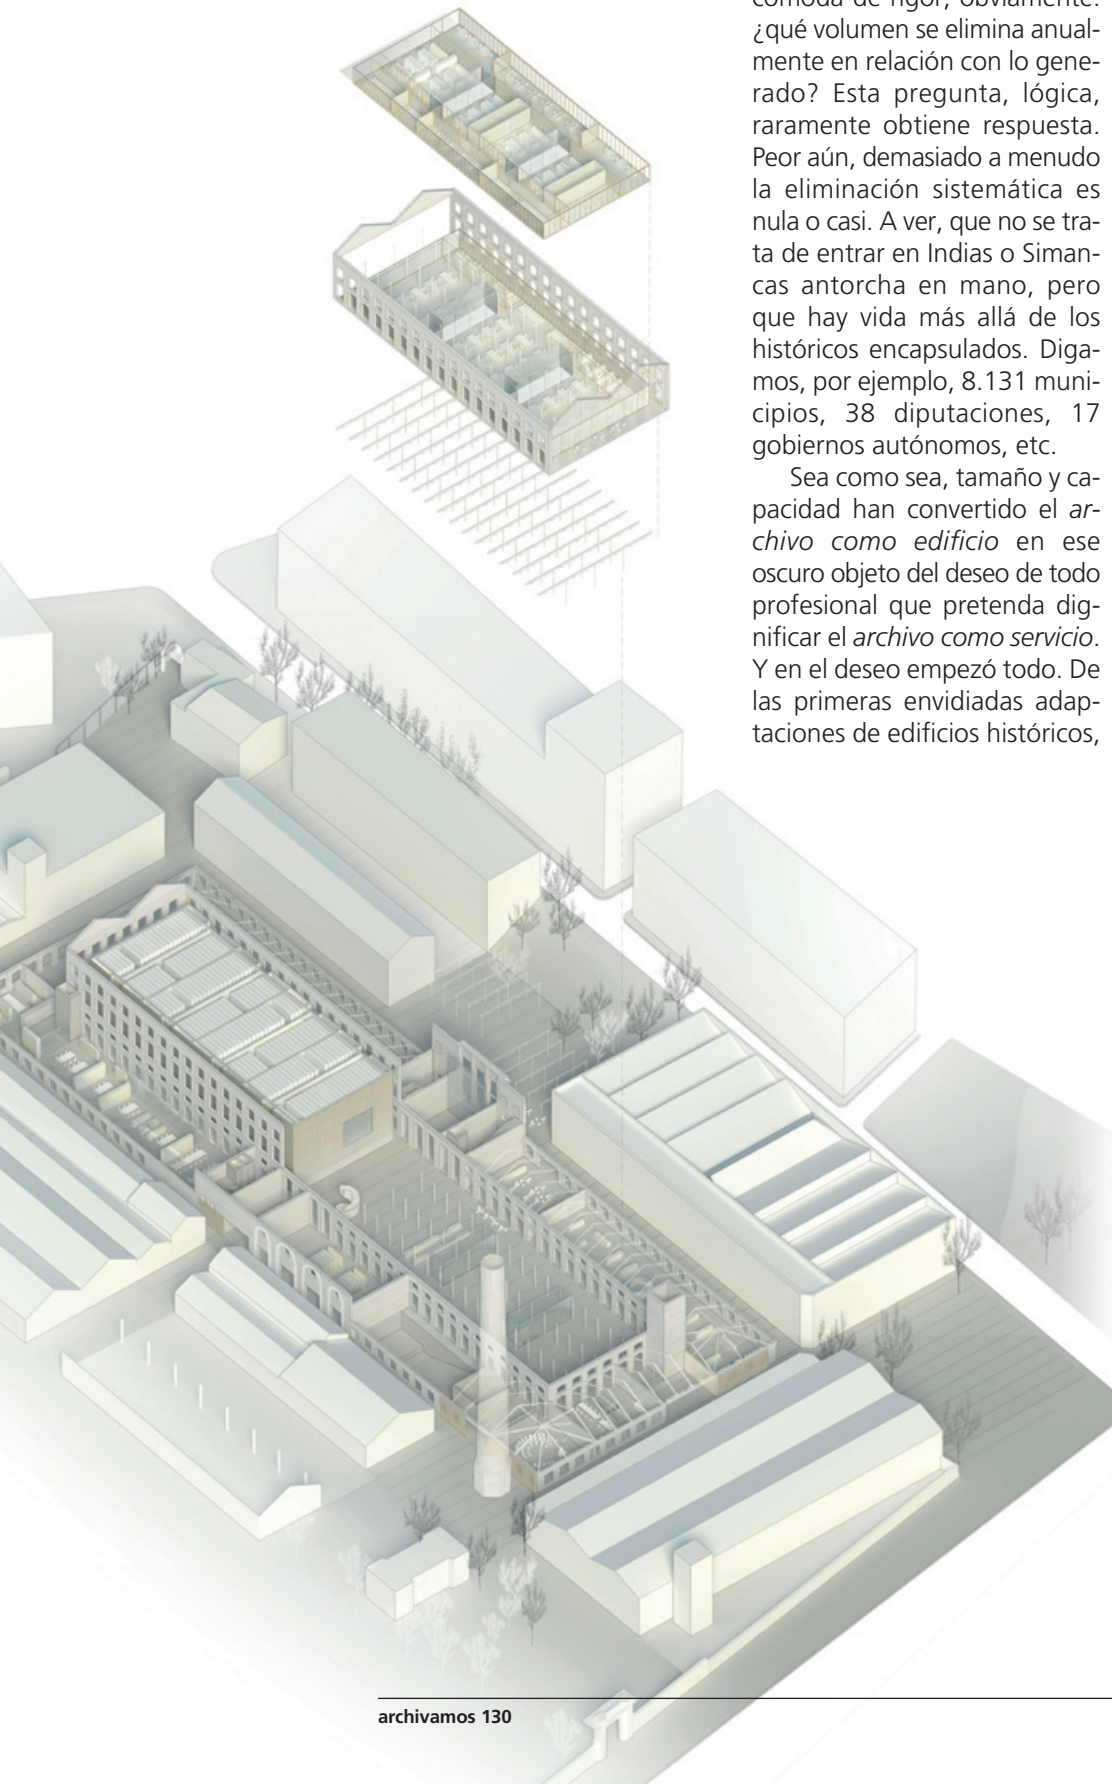 cómoda de rigor, obviamente:
¿qué volumen se elimina anual-
mente en relación con lo gene-
rado? Esta pregunta, lógica,
raramente obtiene respuesta.
Peor aún, demasiado a menudo
la eliminación sistemática es
nula o casi. A ver, que no se tra-
ta de entrar en Indias o Siman-
cas antorcha en mano, pero
que hay vida más allá de los
históricos encapsulados. Diga-
mos, por ejemplo, 8.131 muni-
cipios, 38 diputaciones, 17
gobiernos autónomos, etc.
Sea como sea, tamaño y ca-
pacidad han convertido el ar-
chivo como edificio en ese
oscuro objeto del deseo de todo
profesional que pretenda dig-
nificar el archivo como servicio.
Y en el deseo empezó todo. De
las primeras envidiadas adap-
taciones de edificios históricos,
archivamos 130